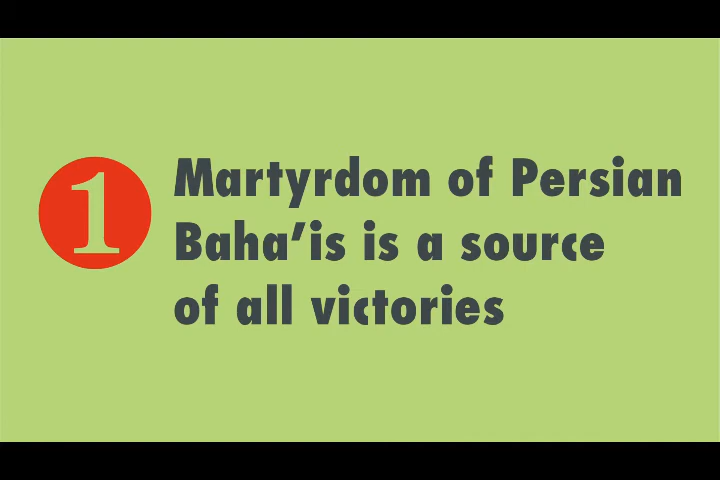 1
Martyrdom of Persian
Baha'is is a source
of all victories